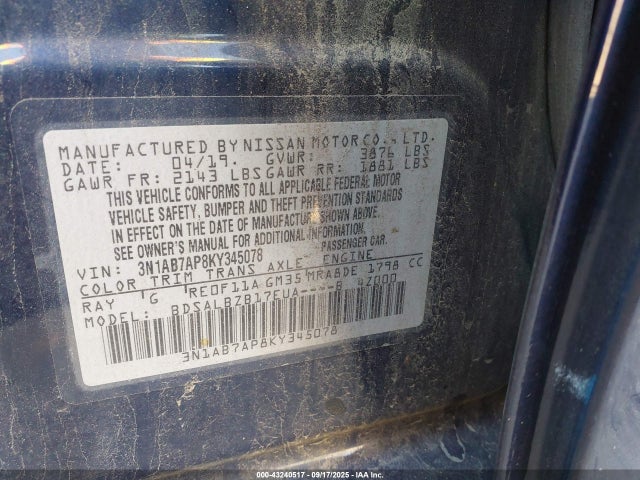 MANUFACTURED BY NISSAN MOTOR CO., LTD.
DATE: 04/19. GVWR: 3876 LBS
GAWR FR: 2143 LBS GAWR RR: 1881 LBS
THIS VEHICLE CONFORMS TO ALL APPLICABLE FEDERAL MOTOR
VEHICLE SAFETY, BUMPER AND THEFT PREVENTION STANDARDS
IN EFFECT ON THE DATE OF MANUFACTURE SHOWN ABOVE.
SEE OWNER'S MANUAL FOR ADDITIONAL INFORMATION
VIN: 3N1AB7AP8KY345078 PASSENGER CAR.
COLOR TRIM TRANS AXLE ENGINE
RAY G RE0F11A GM35 MRA8DE 1798 CC
MODEL: BDSALBZB17EUA----B 4Z000
3N1AB7AP8KY345078
000-43240517 - 09/17/2025 - © IAA Inc.